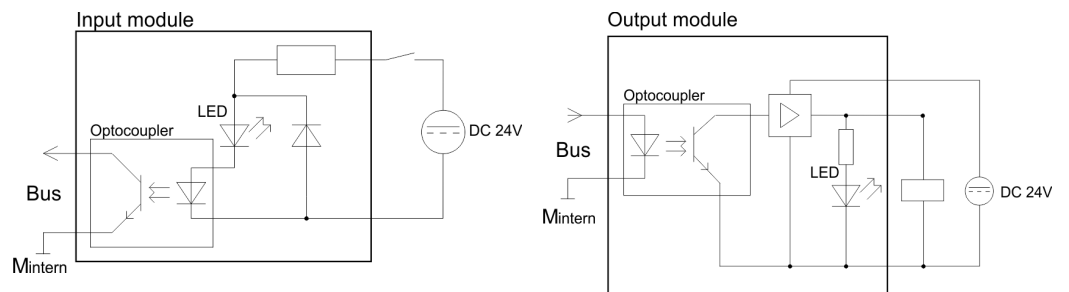 Input module
LED
Optocoupler
DC 24V
Bus
Mintern
Output module
Optocoupler
Bus
LED
DC 24V
Mintern